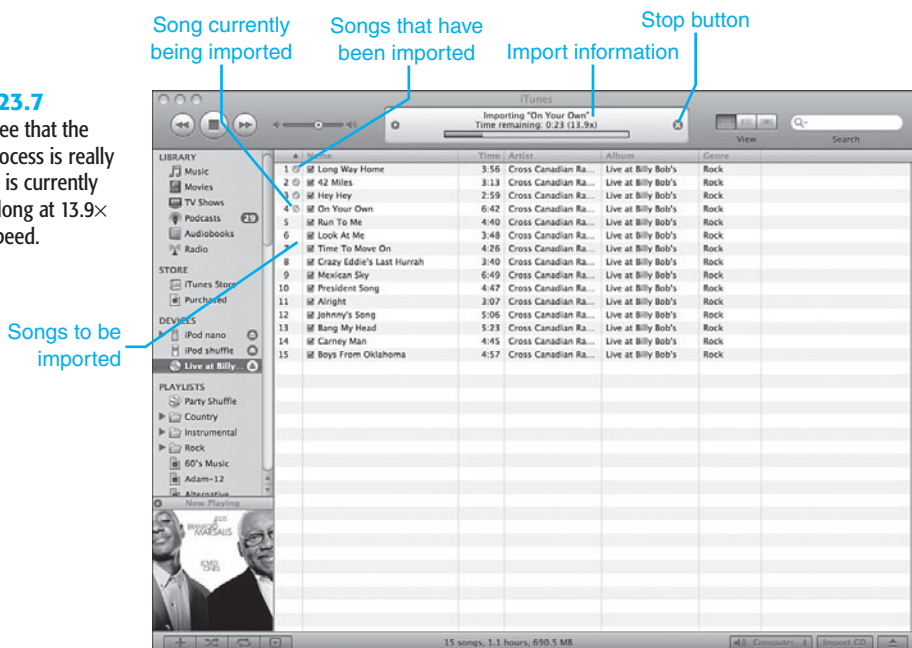 Song currently
being imported
Songs that have
been imported
Import information
Stop button
23.7
ee that the
ocess is really
is currently
long at 13.9×
peed.
Songs to be
imported
iTunes
Importing "On Your Own"
Time remaining: 0:23 (13.9x)
View
Search
LIBRARY
Music
Movies
TV Shows
Podcasts 29
Audiobooks
Radio
STORE
iTunes Store
Purchased
DEVICES
iPod nano
iPod shuffle
Live at Billy...
PLAYLISTS
Party Shuffle
Country
Instrumental
Rock
60's Music
Adam-12
Alternative
Now Playing
ELLIS
BRANFORD
MARSALIS
LOVED
ONES
Name Time Artist Album Genre
1 Long Way Home 3:56 Cross Canadian Ra... Live at Billy Bob's Rock
2 42 Miles 3:13 Cross Canadian Ra... Live at Billy Bob's Rock
3 Hey Hey 2:59 Cross Canadian Ra... Live at Billy Bob's Rock
4 On Your Own 6:42 Cross Canadian Ra... Live at Billy Bob's Rock
5 Run To Me 4:40 Cross Canadian Ra... Live at Billy Bob's Rock
6 Look At Me 3:48 Cross Canadian Ra... Live at Billy Bob's Rock
7 Time To Move On 4:26 Cross Canadian Ra... Live at Billy Bob's Rock
8 Crazy Eddie's Last Hurrah 3:40 Cross Canadian Ra... Live at Billy Bob's Rock
9 Mexican Sky 6:49 Cross Canadian Ra... Live at Billy Bob's Rock
10 President Song 4:47 Cross Canadian Ra... Live at Billy Bob's Rock
11 Alright 3:07 Cross Canadian Ra... Live at Billy Bob's Rock
12 Johnny's Song 5:06 Cross Canadian Ra... Live at Billy Bob's Rock
13 Bang My Head 5:23 Cross Canadian Ra... Live at Billy Bob's Rock
14 Carney Man 4:45 Cross Canadian Ra... Live at Billy Bob's Rock
15 Boys From Oklahoma 4:57 Cross Canadian Ra... Live at Billy Bob's Rock
15 songs, 1.1 hours, 690.5 MB
Computer
Import CD